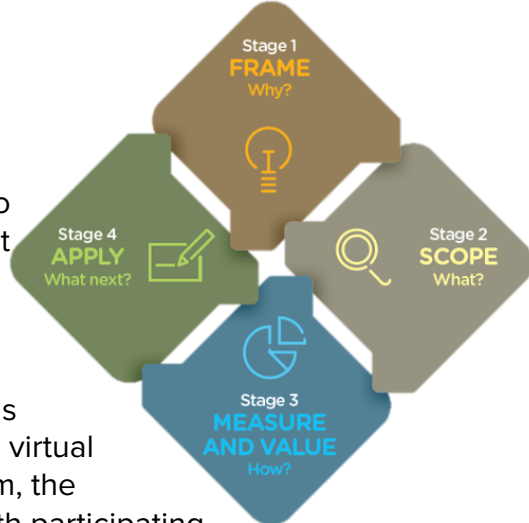 Stage 1
FRAME
Why?
Stage 4
APPLY
What next?
Stage 2
SCOPE
What?
Stage 3
MEASURE
AND VALUE
How?
virtual
the
participating